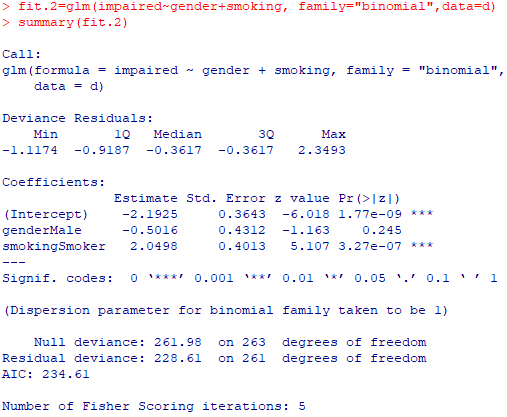 > fit.2=glm(impaired~gender+smoking, family="binomial",data=d)
> summary(fit.2)
Call:
glm(formula = impaired ~ gender + smoking, family = "binomial",
    data = d)
Deviance Residuals:
    Min       1Q   Median       3Q      Max
-1.1174  -0.9187  -0.3617  -0.3617   2.3493
Coefficients:
              Estimate Std. Error z value Pr(>|z|)
(Intercept)    -2.1925     0.3643  -6.018 1.77e-09 ***
genderMale     -0.5016     0.4312  -1.163    0.245
smokingSmoker   2.0498     0.4013   5.107 3.27e-07 ***
---
Signif. codes:  0 ‘***’ 0.001 ‘**’ 0.01 ‘*’ 0.05 ‘.’ 0.1 ‘ ’ 1
(Dispersion parameter for binomial family taken to be 1)
    Null deviance: 261.98  on 263  degrees of freedom
Residual deviance: 228.61  on 261  degrees of freedom
AIC: 234.61
Number of Fisher Scoring iterations: 5